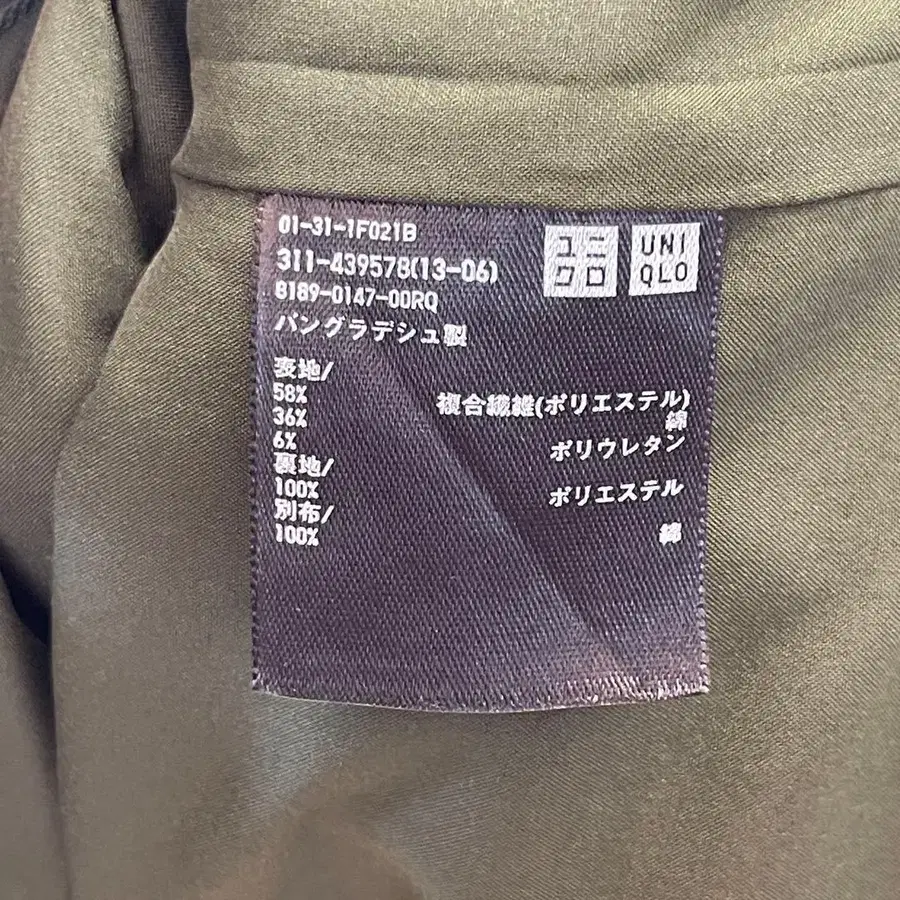 01-31-1F021B
311-439578(13-06)
8189-0147-00RQ
バングラデシュ製
ユニ
クロ
UNI
QLO
表地/
58% 複合繊維(ポリエステル)
36% 綿
6% ポリウレタン
裏地/
100% ポリエステル
別布/
100% 綿